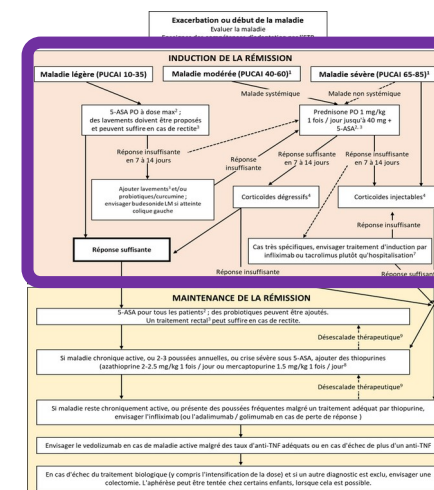 Exacerbation ou début de la maladie
Evaluer la maladie
INDUCTION DE LA RÉMISSION
Maladie légère (PUCAI 10-35)
Maladie modérée (PUCAI 40-60)¹
Maladie sévère (PUCAI 65-85)¹
Malade systémique
Malade non systémique
5-ASA PO à dose max² ;
des lavements doivent être proposés
et peuvent suffire en cas de rectite³
Prednisone PO 1 mg/kg
1 fois / jour jusqu'à 40 mg +
5-ASA²,³
Réponse insuffisante
en 7 à 14 jours
Réponse
insuffisante
Réponse suffisante
en 7 à 14 jours
Réponse insuffisante
en 7 à 14 jours
Ajouter lavements³ et/ou
probiotiques/curcumine ;
envisager budesonide LM si atteinte
colique gauche
Corticoïdes dégressifs⁴
Corticoïdes injectables⁴
Réponse insuffisante
Réponse suffisante
Cas très spécifiques, envisager traitement d'induction par
infliximab ou tacrolimus plutôt qu'hospitalisation⁷
Réponse insuffisante
Réponse suffisante
MAINTENANCE DE LA RÉMISSION
5-ASA pour tous les patients² ; des probiotiques peuvent être ajoutés.
Un traitement rectal³ peut suffire en cas de rectite.
Désescalade thérapeutique⁹
Si maladie chronique active, ou 2-3 poussées annuelles, ou crise sévère sous 5-ASA, ajouter des thiopurines
(azathioprine 2-2.5 mg/kg 1 fois / jour ou mercaptopurine 1.5 mg/kg 1 fois / jour⁸
Désescalade thérapeutique⁹
Si maladie reste chroniquement active, ou présente des poussées fréquentes malgré un traitement adéquat par thiopurine,
envisager l'infliximab (ou l'adalimumab / golimumab en cas de perte de réponse )
Envisager le vedolizumab en cas de maladie active malgré des taux d'anti-TNF adéquats ou en cas d'échec de plus d'un anti-TNF
En cas d'échec du traitement biologique (y compris l'intensification de la dose) et si un autre diagnostic est exclu, envisager une
colectomie. L'aphérèse peut être tentée chez certains enfants, lorsque cela est possible.